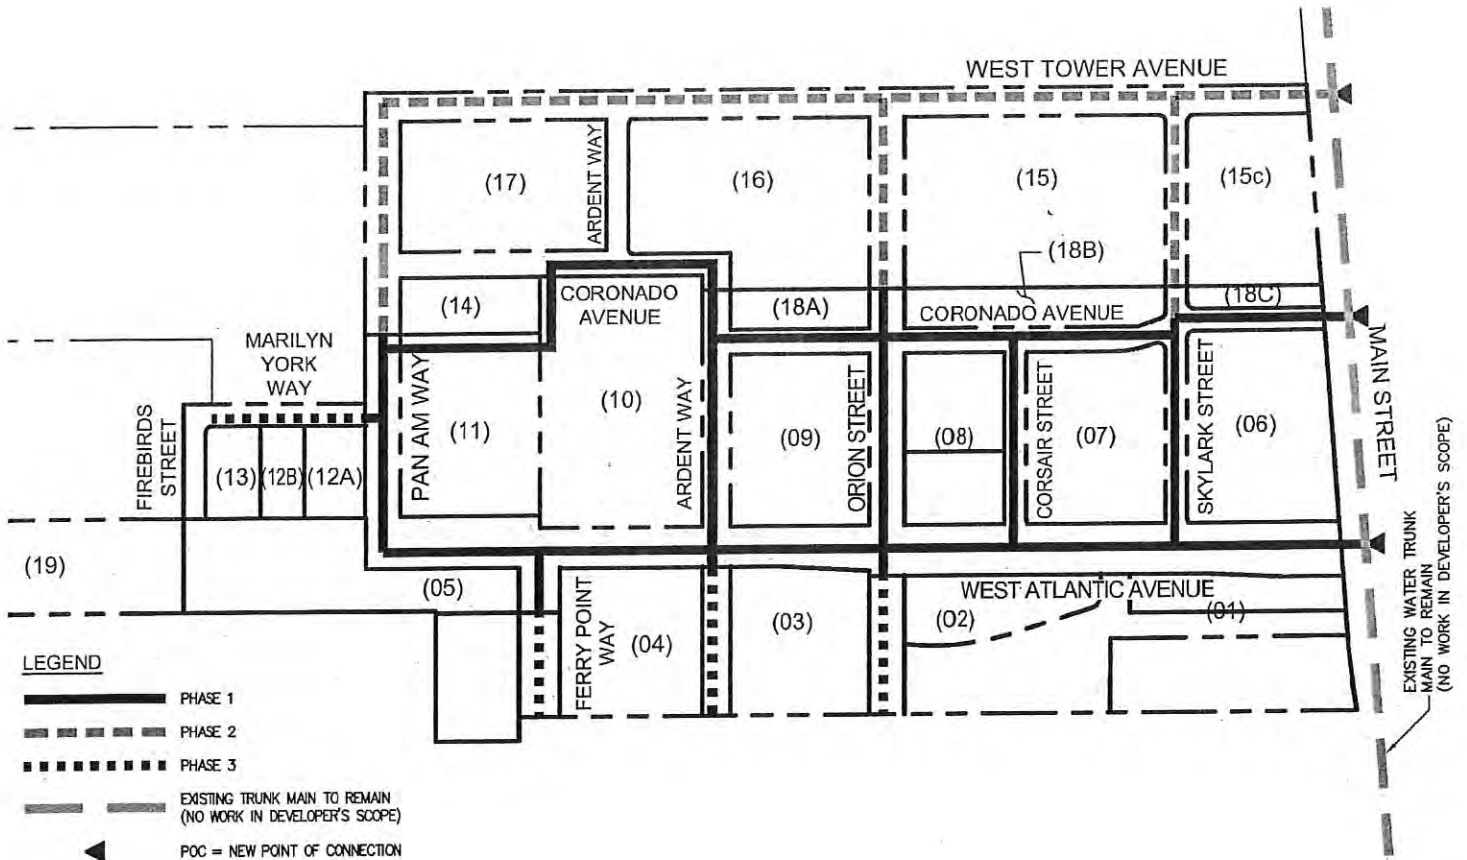 WEST TOWER AVENUE
ARDENT WAY
(17)
(16)
(15)
(15c)
(18B)
(14)
CORONADO
AVENUE
(18A)
CORONADO AVENUE
(18C)
MARILYN
YORK
WAY
MAIN STREET
FIREBIRDS
STREET
PAN AM WAY
(11)
(10)
ARDENT WAY
(09)
ORION STREET
(08)
CORSAIR STREET
(07)
SKYLARK STREET
(06)
(13)
(12B)
(12A)
(19)
(05)
FERRY POINT
WAY
(04)
(03)
(02)
WEST ATLANTIC AVENUE
(01)
EXISTING WATER TRUNK
MAIN TO REMAIN
(NO WORK IN DEVELOPER'S SCOPE)
LEGEND
PHASE 1
PHASE 2
PHASE 3
EXISTING TRUNK MAIN TO REMAIN
(NO WORK IN DEVELOPER'S SCOPE)
POC = NEW POINT OF CONNECTION